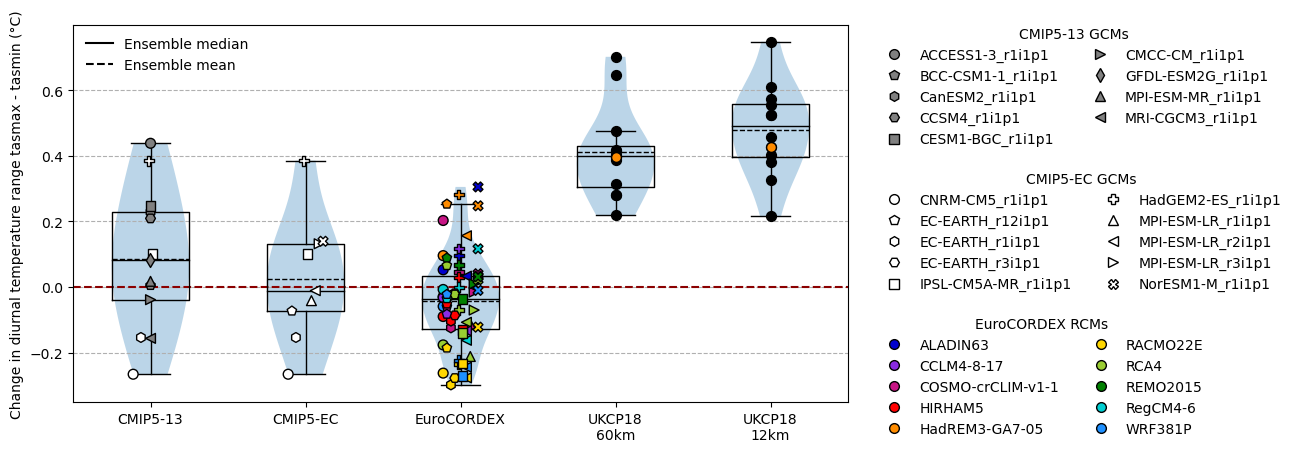 Change in diurnal temperature range tasmax - tasmin (°C)
0.6
0.4
0.2
0.0
−0.2
Ensemble median
Ensemble mean
CMIP5-13
CMIP5-EC
EuroCORDEX
UKCP18
60km
UKCP18
12km
CMIP5-13 GCMs
ACCESS1-3_r1i1p1
BCC-CSM1-1_r1i1p1
CanESM2_r1i1p1
CCSM4_r1i1p1
CESM1-BGC_r1i1p1
CMCC-CM_r1i1p1
GFDL-ESM2G_r1i1p1
MPI-ESM-MR_r1i1p1
MRI-CGCM3_r1i1p1
CMIP5-EC GCMs
CNRM-CM5_r1i1p1
EC-EARTH_r12i1p1
EC-EARTH_r1i1p1
EC-EARTH_r3i1p1
IPSL-CM5A-MR_r1i1p1
HadGEM2-ES_r1i1p1
MPI-ESM-LR_r1i1p1
MPI-ESM-LR_r2i1p1
MPI-ESM-LR_r3i1p1
NorESM1-M_r1i1p1
EuroCORDEX RCMs
ALADIN63
CCLM4-8-17
COSMO-crCLIM-v1-1
HIRHAM5
HadREM3-GA7-05
RACMO22E
RCA4
REMO2015
RegCM4-6
WRF381P